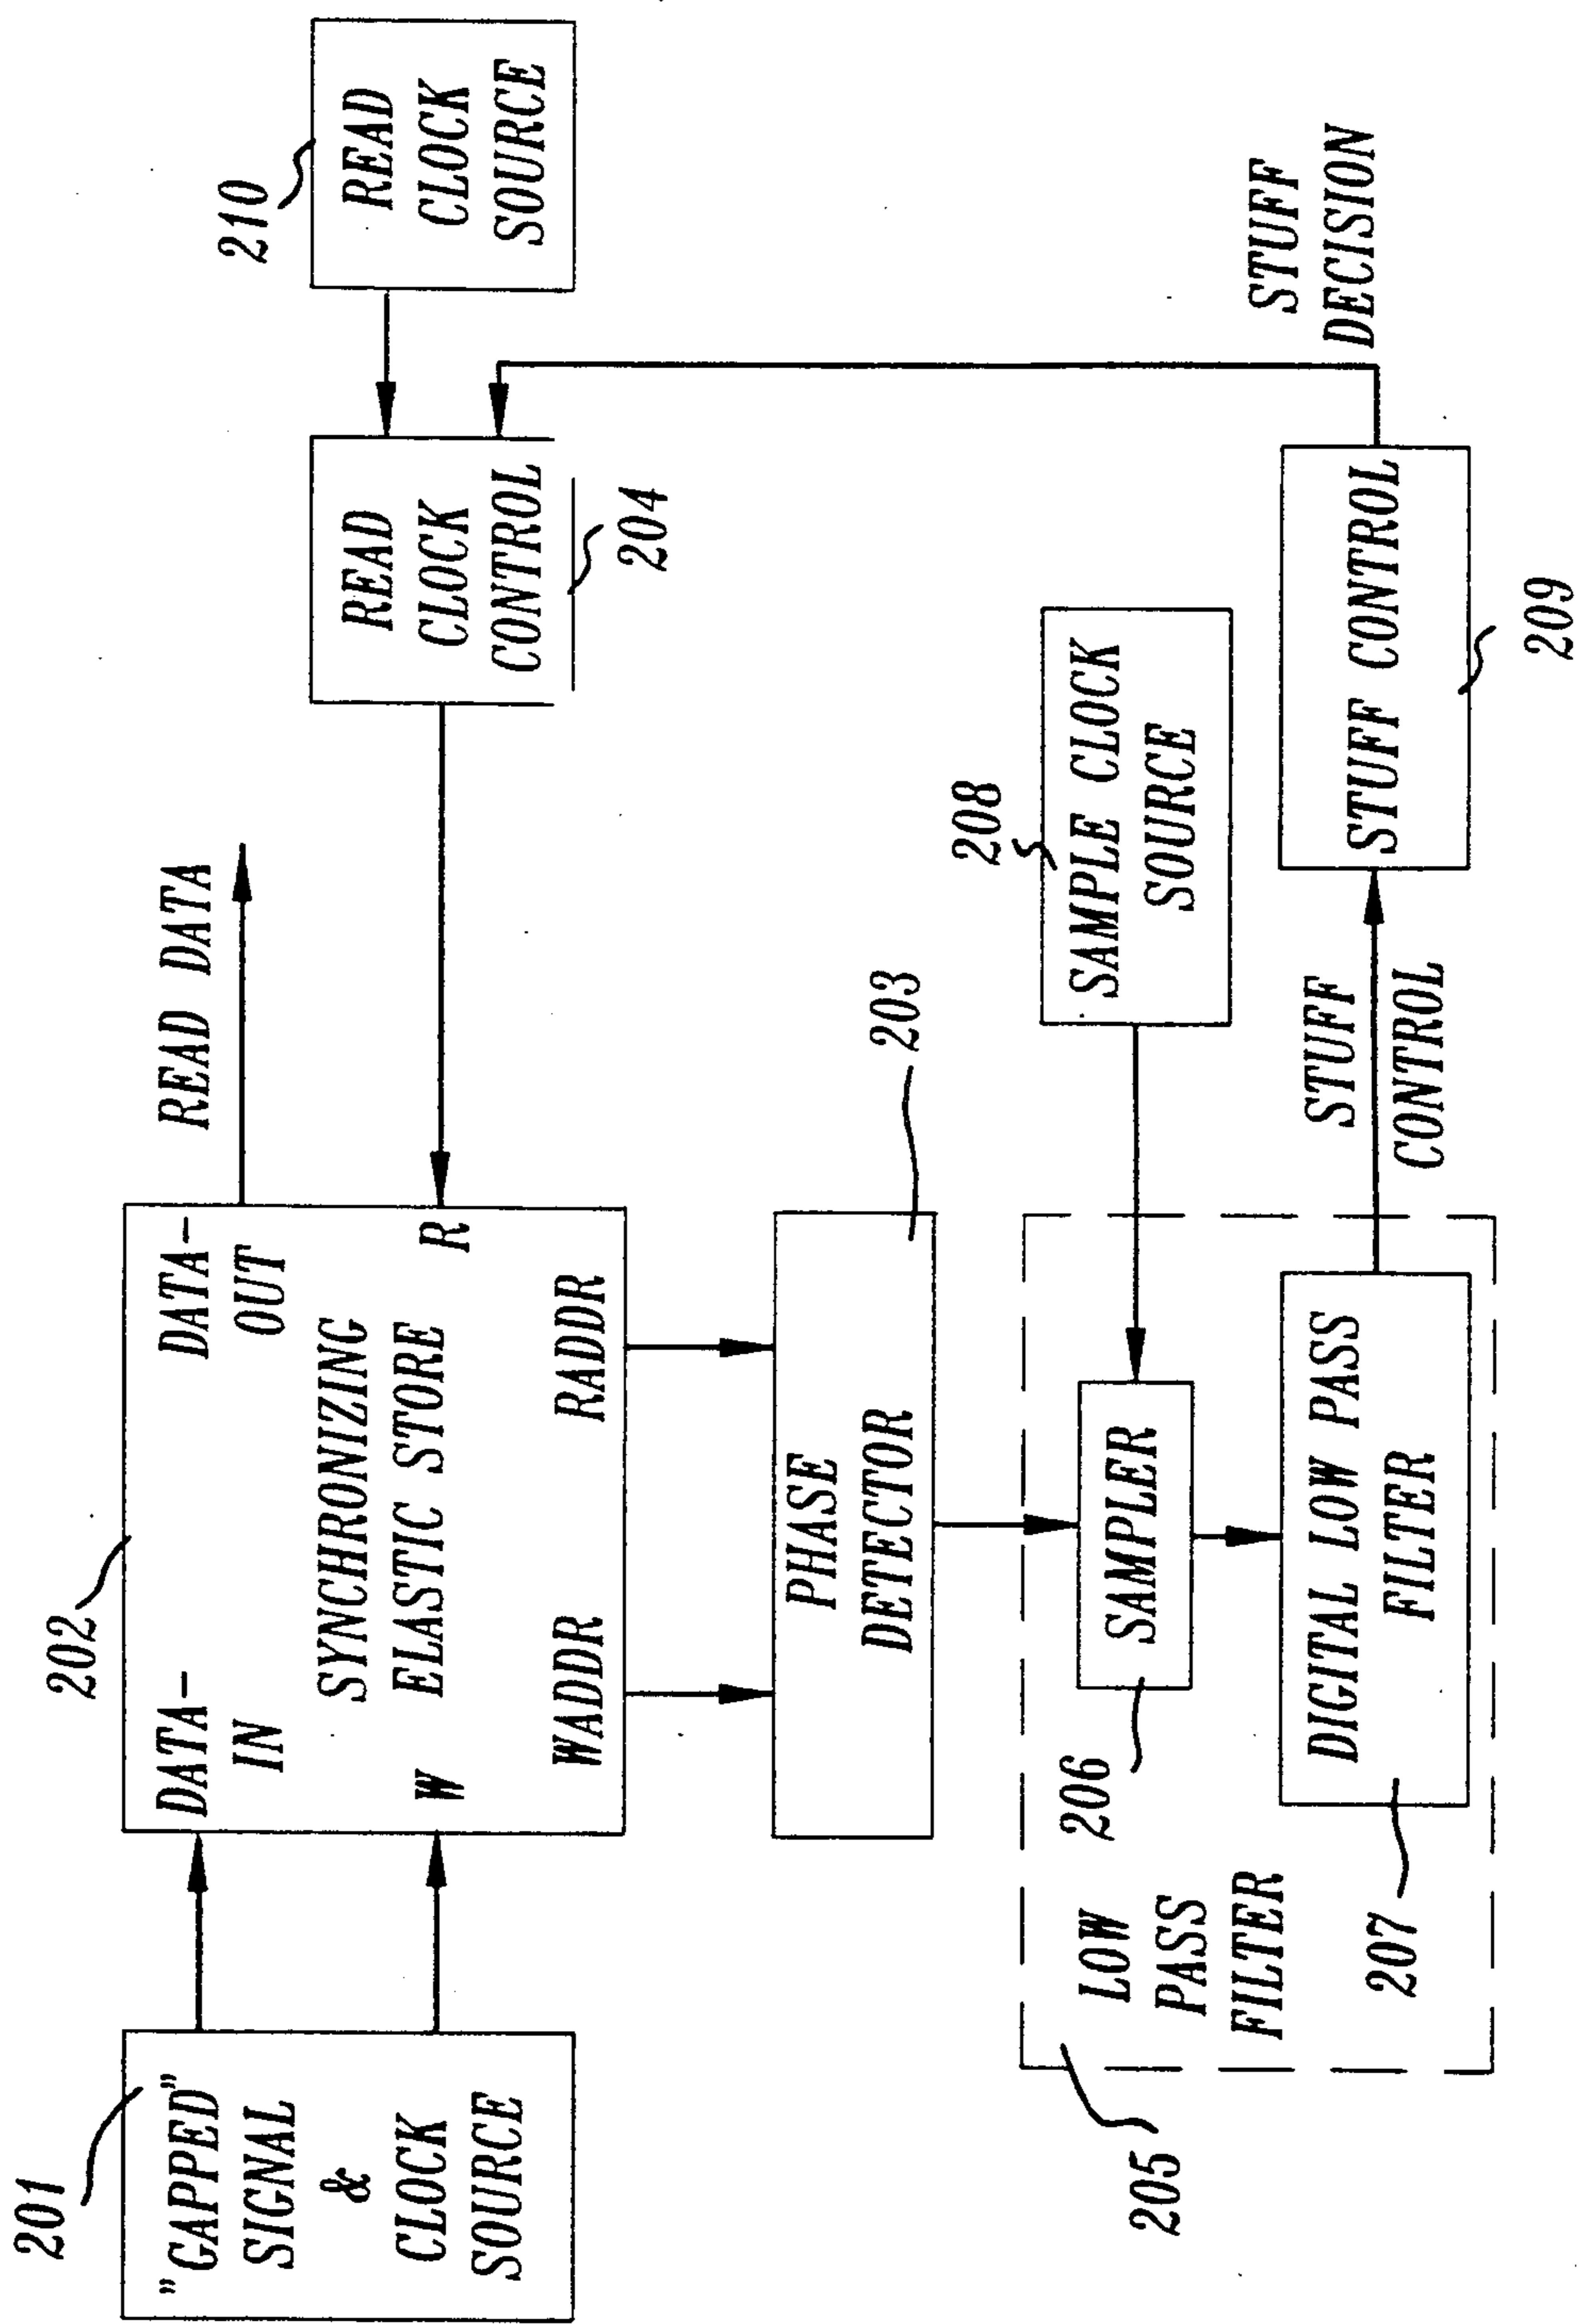 201
"GAPPED"
SIGNAL
&
CLOCK
SOURCE
202
DATA-
IN
DATA-
OUT
SYNCHRONIZING
ELASTIC STORE
W
R
WADDR
RADDR
READ DATA
READ
CLOCK
CONTROL
204
210
READ
CLOCK
SOURCE
PHASE
DETECTOR
203
205
LOW
PASS
FILTER
206
SAMPLER
208
SAMPLE CLOCK
SOURCE
207
DIGITAL LOW PASS
FILTER
STUFF
CONTROL
STUFF CONTROL
209
STUFF
DECISION